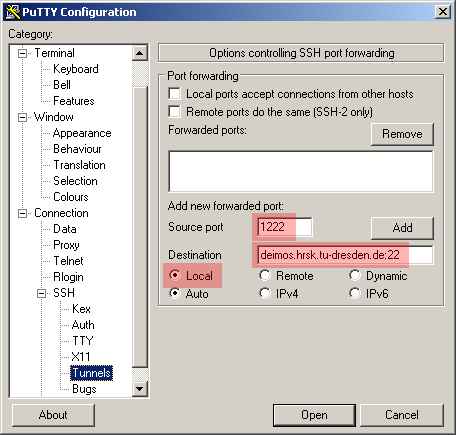 PuTTY Configuration
Category:
Terminal
Keyboard
Bell
Features
Window
Appearance
Behaviour
Translation
Selection
Colours
Connection
Data
Proxy
Telnet
Rlogin
SSH
Kex
Auth
TTY
X11
Tunnels
Bugs
Options controlling SSH port forwarding
Port forwarding
Local ports accept connections from other hosts
Remote ports do the same (SSH-2 only)
Forwarded ports:
Remove
Add new forwarded port:
Source port 1222 Add
Destination deimos.hrsk.tu-dresden.de:22
Local Remote Dynamic
Auto IPv4 IPv6
About Open Cancel